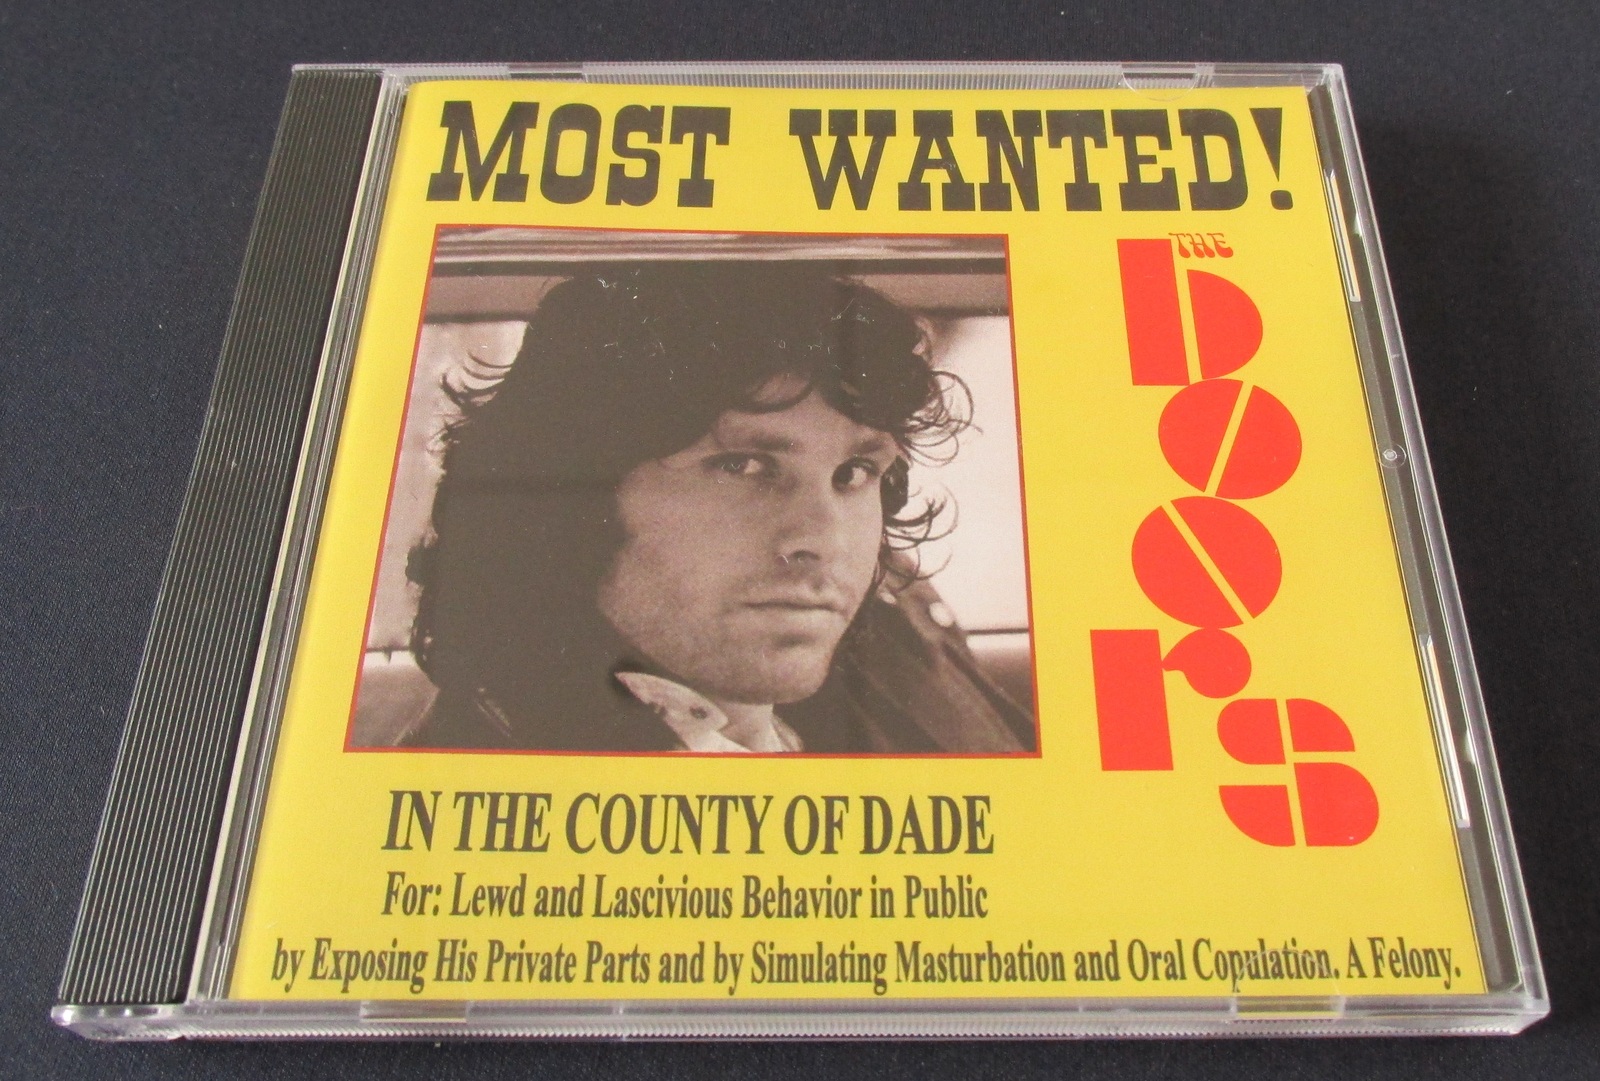 MOST WANTED!
THE
DOORS
IN THE COUNTY OF DADE
For: Lewd and Lascivious Behavior in Public
by Exposing His Private Parts and by Simulating Masturbation and Oral Copulation. A Felony.